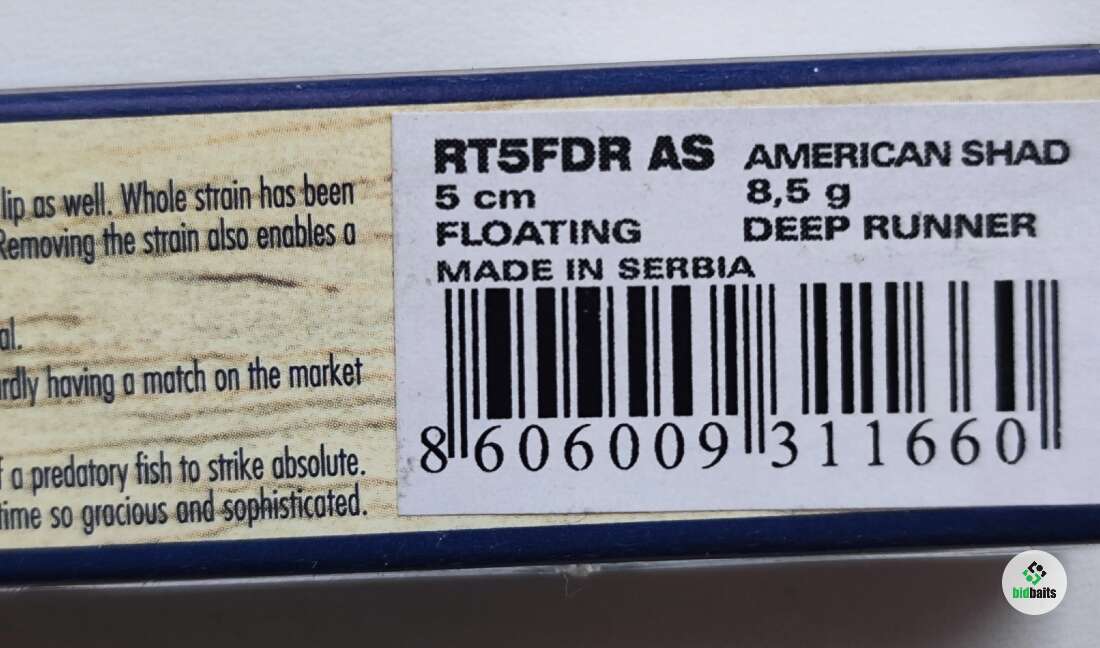 lip as well. Whole strain has been
Removing the strain also enables a
al.
hardly having a match on the market
a predatory fish to strike absolute.
time so gracious and sophisticated.
RT5FDR AS AMERICAN SHAD
5 cm 8,5 g
FLOATING DEEP RUNNER
MADE IN SERBIA
8 606009 311660
bidbaits